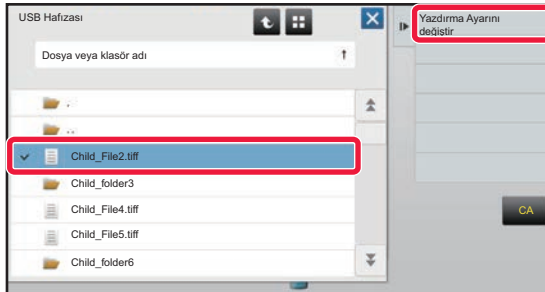 USB Hafızası
Dosya veya klasör adı
.
..
Child_File2.tiff
Child_folder3
Child_File4.tiff
Child_File5.tiff
Child_folder6
Yazdırma Ayarını
değiştir
CA